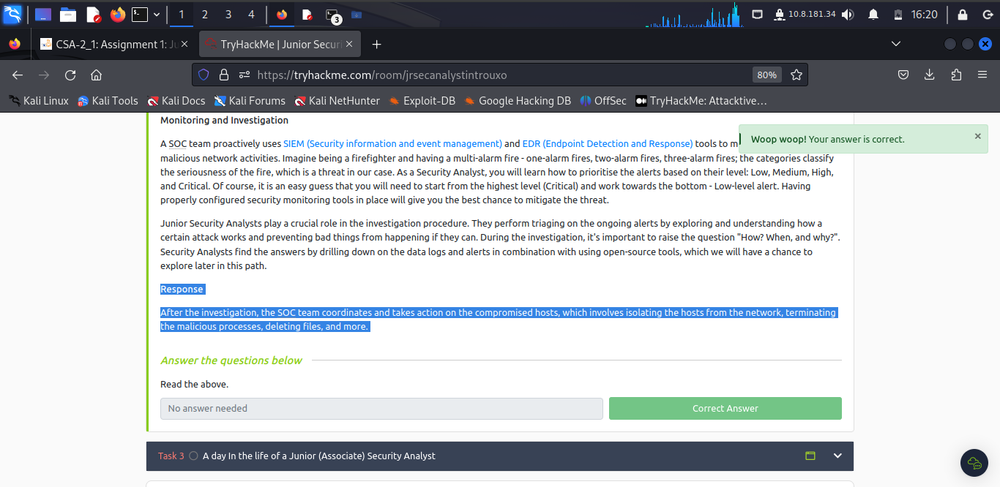 1 2 3 4 3 10.8.181.34 16:20
CSA-2_1: Assignment 1: Ju TryHackMe | Junior Securi
https://tryhackme.com/room/jrsecanalystintrouxo 80%
Kali Linux Kali Tools Kali Docs Kali Forums Kali NetHunter Exploit-DB Google Hacking DB OffSec TryHackMe: Attacktive…
Monitoring and Investigation
Woop woop! Your answer is correct.
A SOC team proactively uses SIEM (Security information and event management) and EDR (Endpoint Detection and Response) tools to m
malicious network activities. Imagine being a firefighter and having a multi-alarm fire - one-alarm fires, two-alarm fires, three-alarm fires; the categories classify
the seriousness of the fire, which is a threat in our case. As a Security Analyst, you will learn how to prioritise the alerts based on their level: Low, Medium, High,
and Critical. Of course, it is an easy guess that you will need to start from the highest level (Critical) and work towards the bottom - Low-level alert. Having
properly configured security monitoring tools in place will give you the best chance to mitigate the threat.
Junior Security Analysts play a crucial role in the investigation procedure. They perform triaging on the ongoing alerts by exploring and understanding how a
certain attack works and preventing bad things from happening if they can. During the investigation, it's important to raise the question "How? When, and why?".
Security Analysts find the answers by drilling down on the data logs and alerts in combination with using open-source tools, which we will have a chance to
explore later in this path.
Response
After the investigation, the SOC team coordinates and takes action on the compromised hosts, which involves isolating the hosts from the network, terminating
the malicious processes, deleting files, and more.
Answer the questions below
Read the above.
No answer needed
Correct Answer
Task 3 A day In the life of a Junior (Associate) Security Analyst